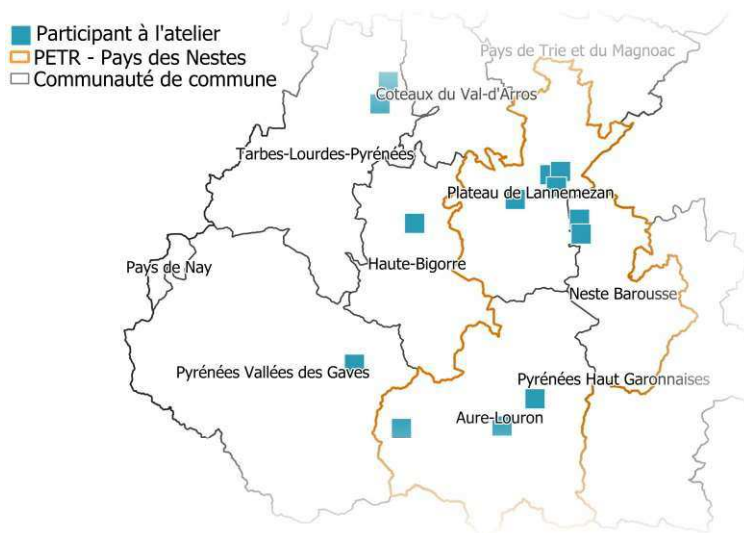 Participant à l'atelier
PETR - Pays des Nestes
Communauté de commune
Pays de Trie et du Magnoac
Coteaux du Val-d'Arros
Tarbes-Lourdes-Pyrénées
Plateau de Lannemezan
Haute-Bigorre
Pays de Nay
Neste Barousse
Pyrénées Vallées des Gaves
Pyrénées Haut Garonnaises
Aure-Louron